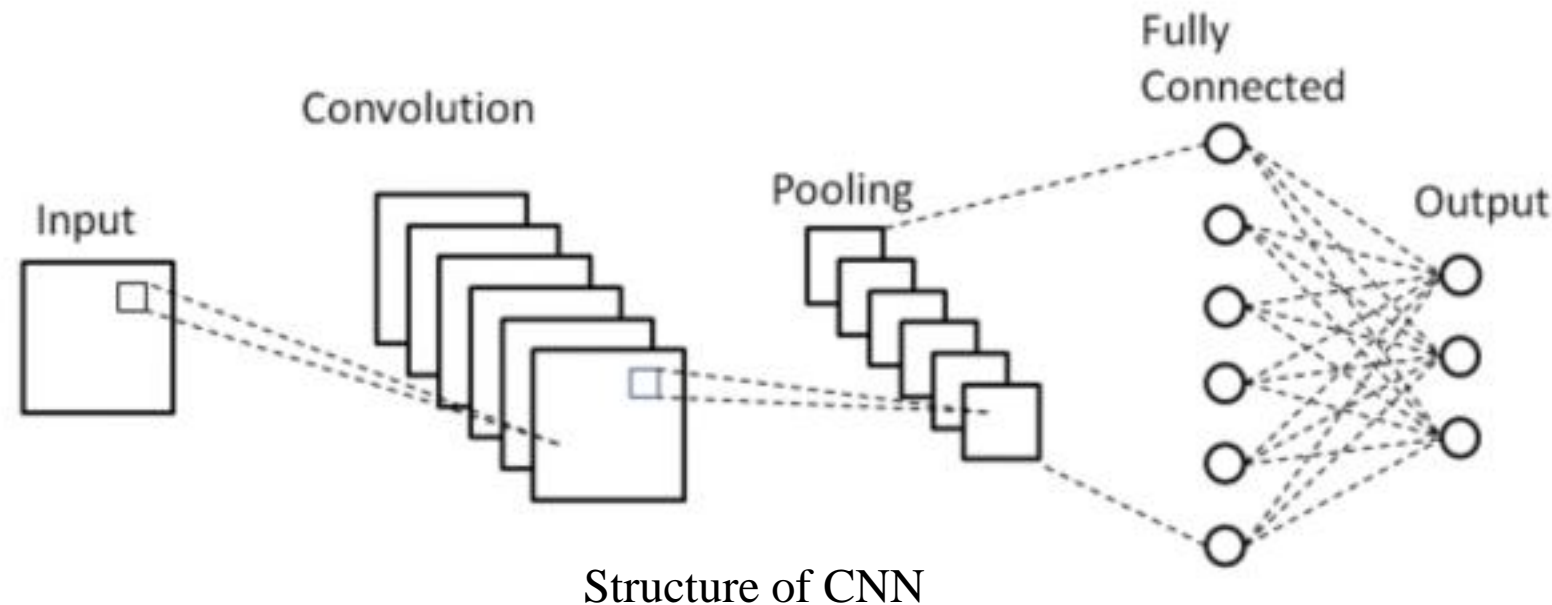 Input
Convolution
Pooling
Fully
Connected
Output
Structure of CNN